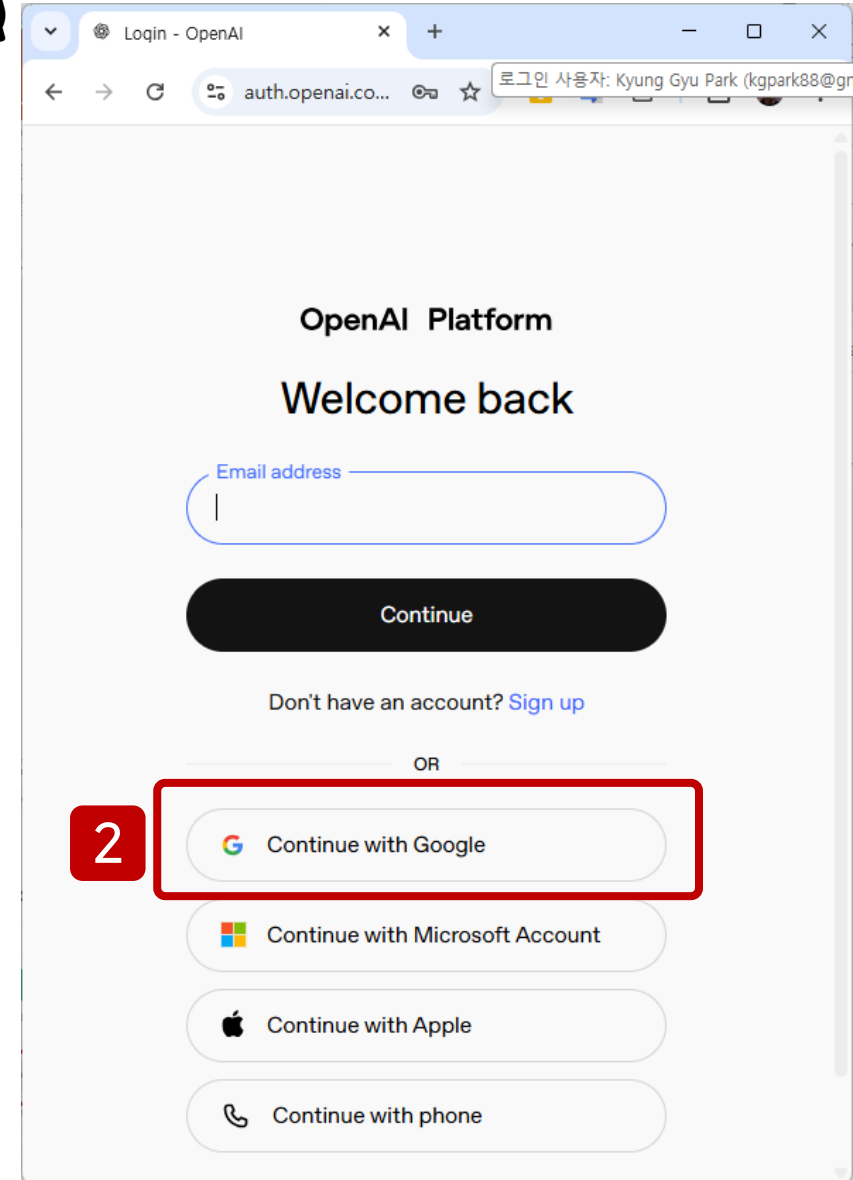 Login - OpenAI
auth.openai.co...
로그인 사용자: Kyung Gyu Park (kgpark88@gm
OpenAI Platform
Welcome back
Email address
Continue
Don't have an account? Sign up
OR
2
Continue with Google
Continue with Microsoft Account
Continue with Apple
Continue with phone